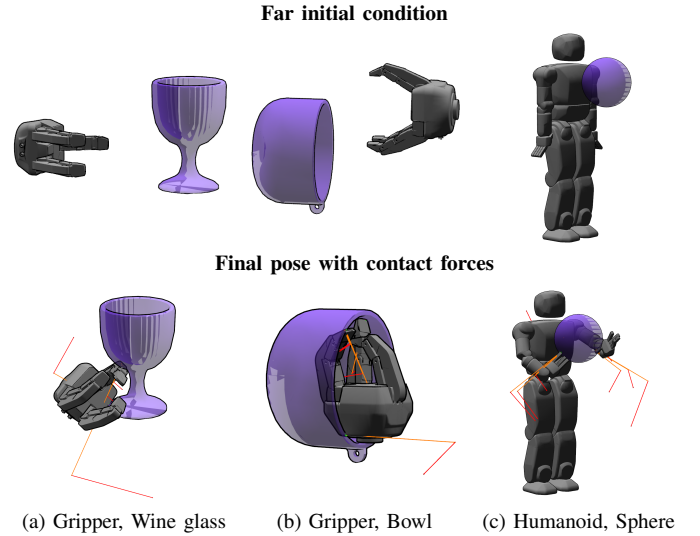 Far initial condition
Final pose with contact forces
(a) Gripper, Wine glass
(b) Gripper, Bowl
(c) Humanoid, Sphere